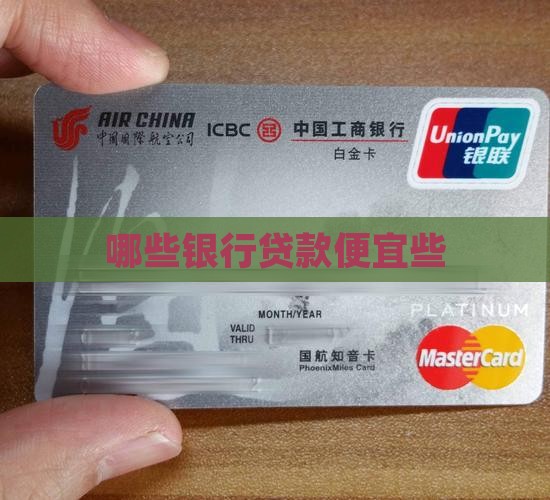 AIR CHINA
中国国际航空公司
ICBC 中国工商银行
白金卡
UnionPay
银联
哪些银行贷款便宜些
PLATINUM
MONTH/YEAR
VALID
THRU
国航知音卡
PhoenixMiles Card
MasterCard